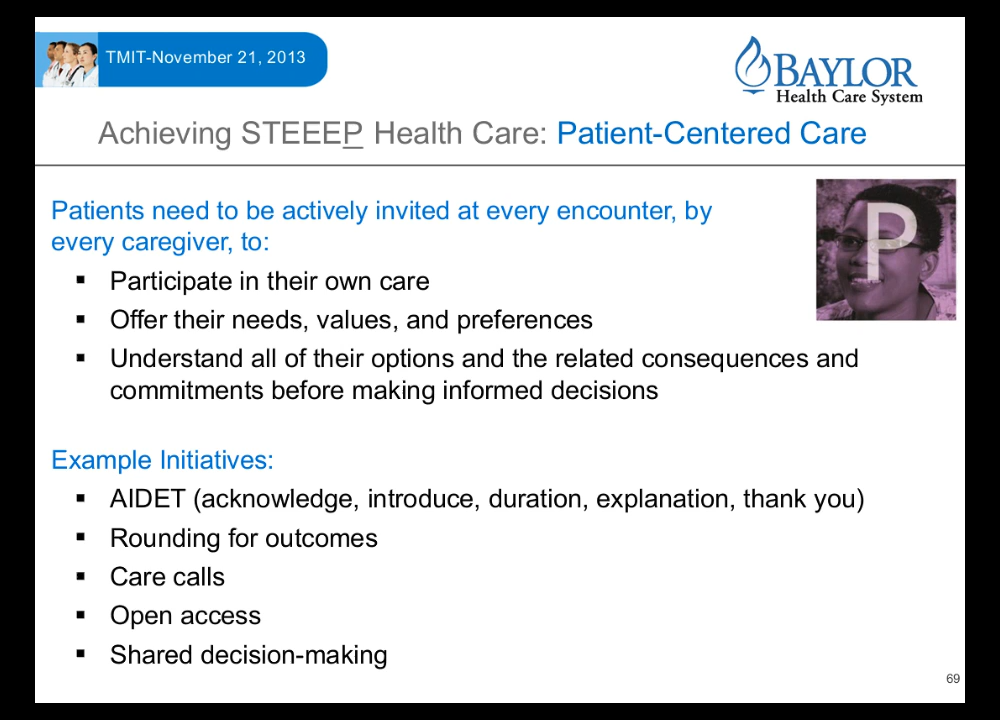 TMIT-November 21, 2013
BAYLOR
Health Care System
Achieving STEEEP Health Care: Patient-Centered Care
P
Patients need to be actively invited at every encounter, by
every caregiver, to:
▪ Participate in their own care
▪ Offer their needs, values, and preferences
▪ Understand all of their options and the related consequences and
commitments before making informed decisions
Example Initiatives:
▪ AIDET (acknowledge, introduce, duration, explanation, thank you)
▪ Rounding for outcomes
▪ Care calls
▪ Open access
▪ Shared decision-making
69